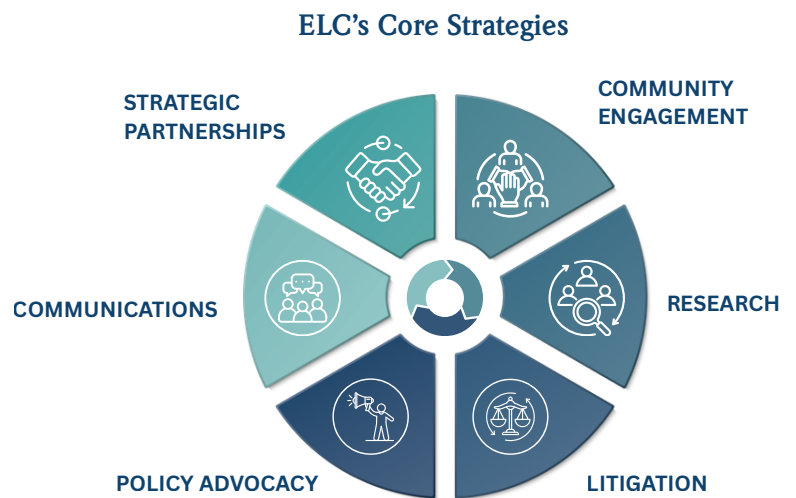 ELC's Core Strategies
STRATEGIC
PARTNERSHIPS
COMMUNITY
ENGAGEMENT
COMMUNICATIONS
RESEARCH
POLICY ADVOCACY
LITIGATION